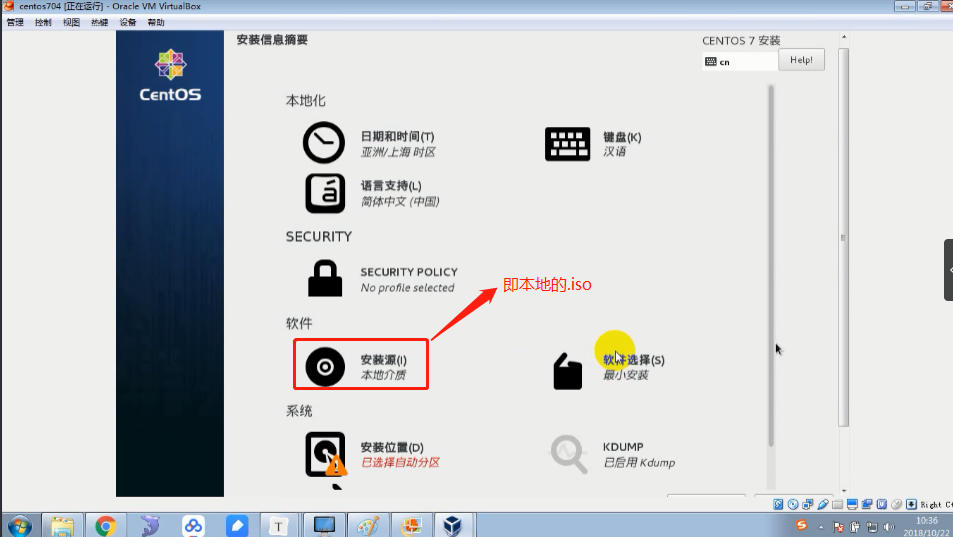 centos704 [正在运行] - Oracle VM VirtualBox
管理 控制 视图 热键 设备 帮助
安装信息摘要
CENTOS 7 安装
cn
Help!
CentOS
本地化
日期和时间(T)
亚洲/上海 时区
键盘(K)
汉语
语言支持(L)
简体中文 (中国)
SECURITY
SECURITY POLICY
No profile selected
即本地的.iso
软件
安装源(I)
本地介质
软件选择(S)
最小安装
系统
安装位置(D)
已选择自动分区
KDUMP
已启用 Kdump
Right
T
10:36
2018/10/22